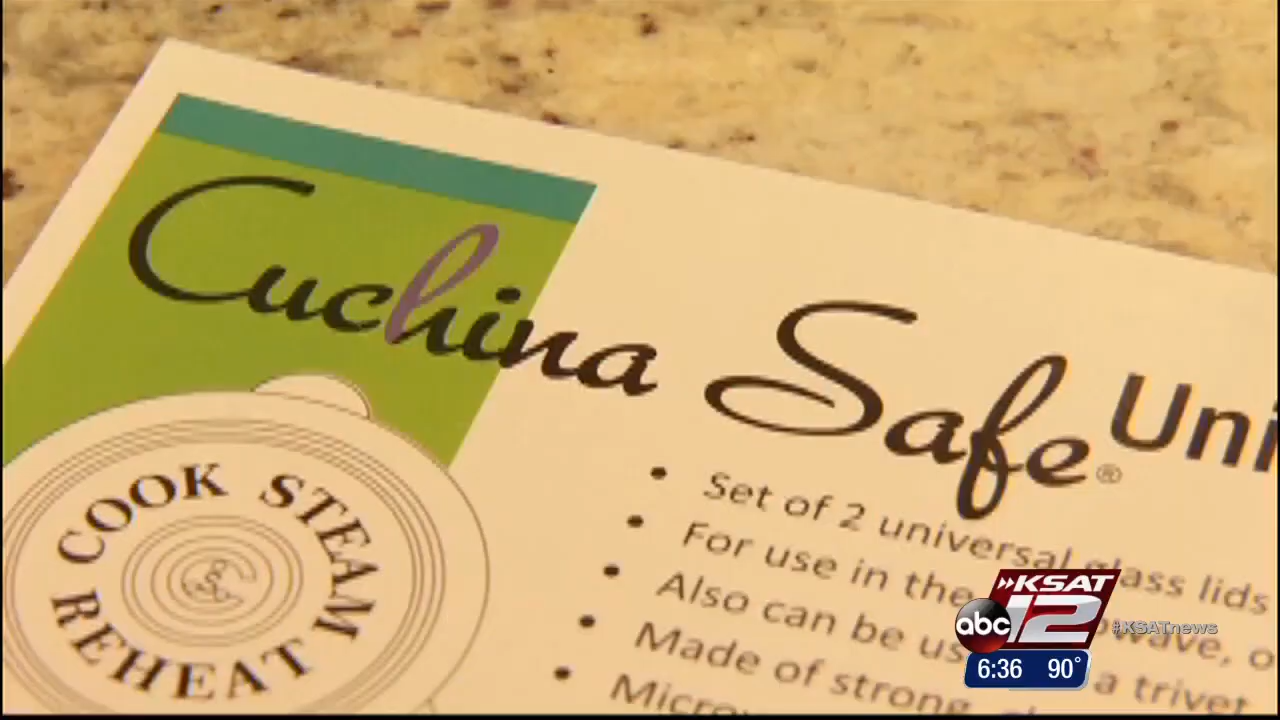 Cuchina Safe® Uni
COOK STEAM
REHEAT
CS
• Set of 2 universal glass lids
• For use in the
wave, o
• Also can be us
a trivet
• Made of strong,
•
KSAT
abc 12 #KSATnews
6:36 90°